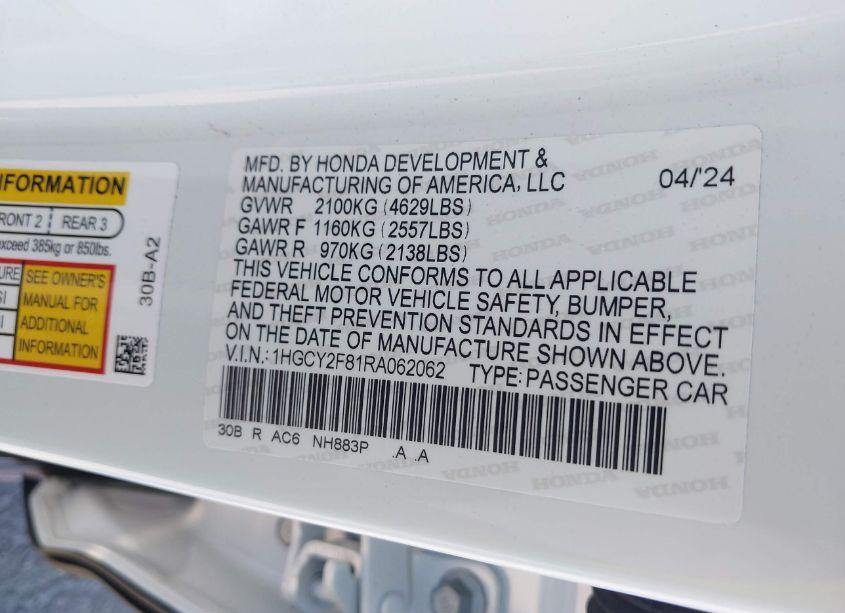 INFORMATION
FRONT 2 REAR 3
exceed 385kg or 850lbs.
SEE OWNER'S
MANUAL FOR
ADDITIONAL
INFORMATION
30B-A2
MFD. BY HONDA DEVELOPMENT &
MANUFACTURING OF AMERICA, LLC 04/'24
GVWR 2100KG (4629LBS)
GAWR F 1160KG (2557LBS)
GAWR R 970KG (2138LBS)
THIS VEHICLE CONFORMS TO ALL APPLICABLE
FEDERAL MOTOR VEHICLE SAFETY, BUMPER,
AND THEFT PREVENTION STANDARDS IN EFFECT
ON THE DATE OF MANUFACTURE SHOWN ABOVE.
V.I.N.: 1HGCY2F81RA062062 TYPE: PASSENGER CAR
30B R AC6 NH883P .A .A